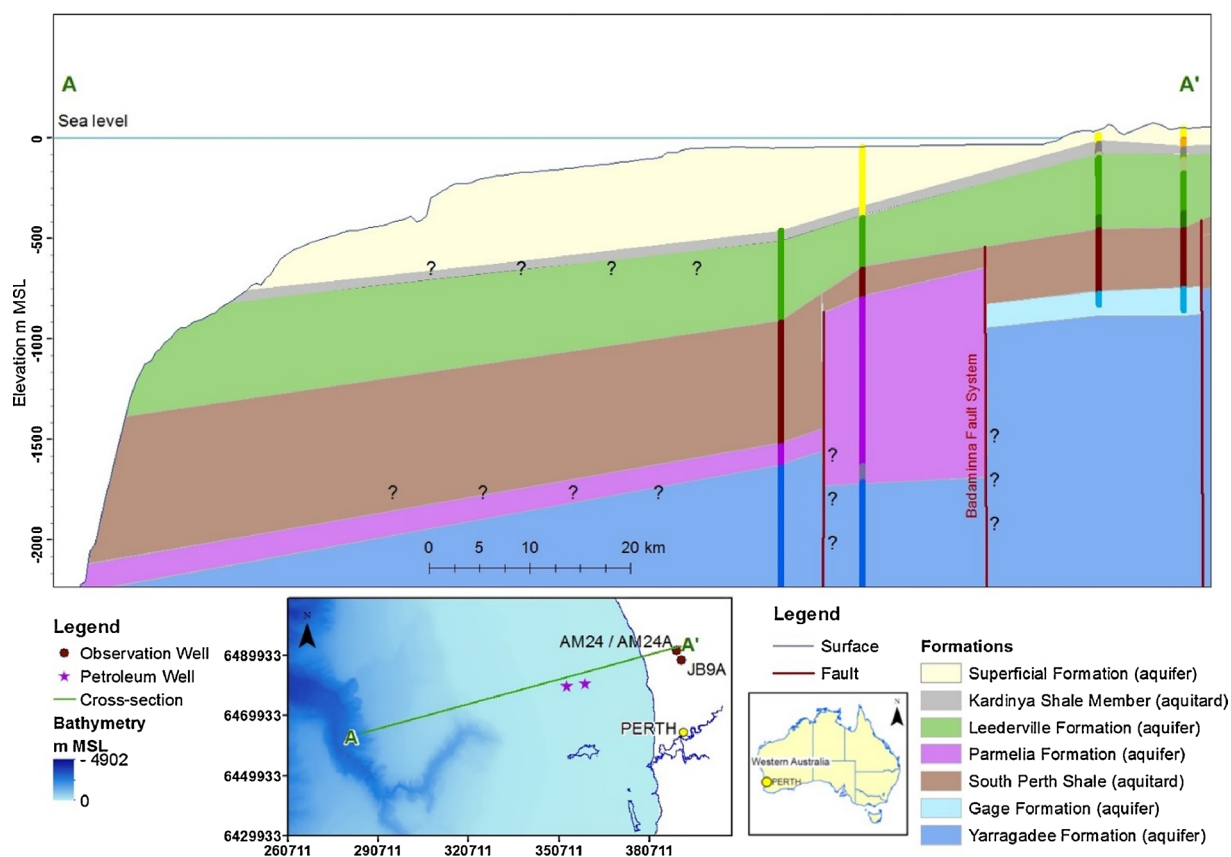 A
A'
Sea level
0
-500
-1000
-1500
-2000
Elevation m MSL
? ? ? ?
? ? ? ?
?
?
?
Badaminna Fault System
?
?
?
0 5 10 20 km
Legend
Observation Well
Petroleum Well
Cross-section
Bathymetry
m MSL
- 4902
0
N
AM24 / AM24A
A'
JB9A
A
PERTH
6489933
6469933
6449933
6429933
260711 290711 320711 350711 380711
Legend
Surface
Fault
N
Western Australia
PERTH
Formations
Superficial Formation (aquifer)
Kardinya Shale Member (aquitard)
Leederville Formation (aquifer)
Parmelia Formation (aquifer)
South Perth Shale (aquitard)
Gage Formation (aquifer)
Yarragadee Formation (aquifer)